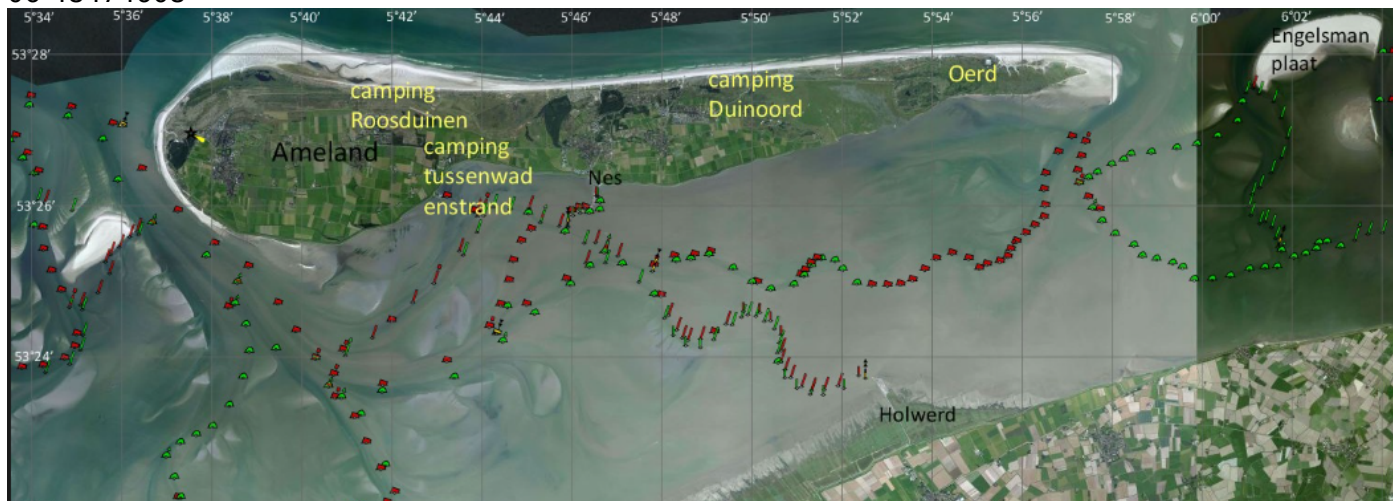 5°34' 5°36' 5°38' 5°40' 5°42' 5°44' 5°46' 5°48' 5°50' 5°52' 5°54' 5°56' 5°58' 6°00' 6°02'
53°28'
Engelsman
plaat
Oerd
camping
Duinoord
camping
Roosduinen
Ameland
camping
tussenwad
enstrand
Nes
53°26'
53°24'
Holwerd